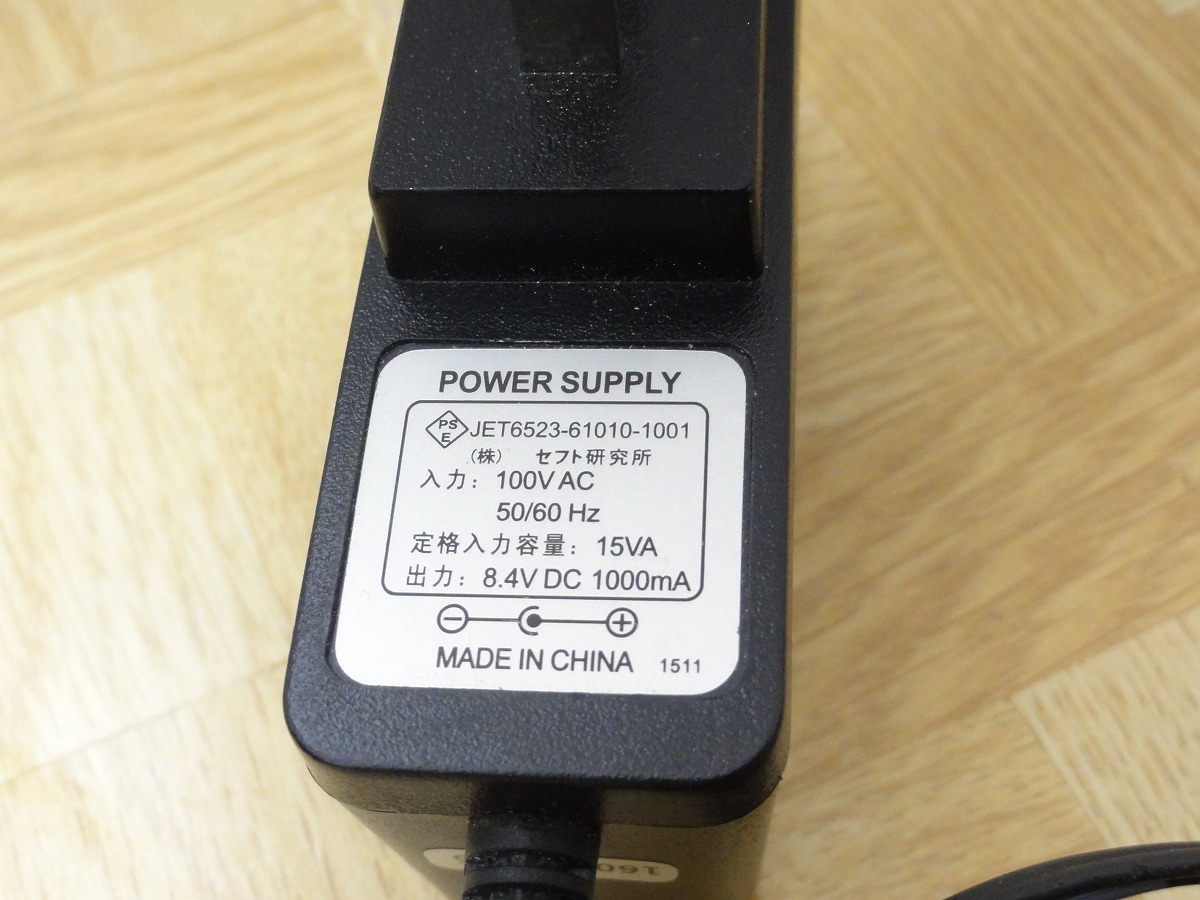 POWER SUPPLY
PS
E
JET6523-61010-1001
(株) セフト研究所
入力: 100V AC
50/60 Hz
定格入力容量: 15VA
出力: 8.4V DC 1000mA
MADE IN CHINA 1511